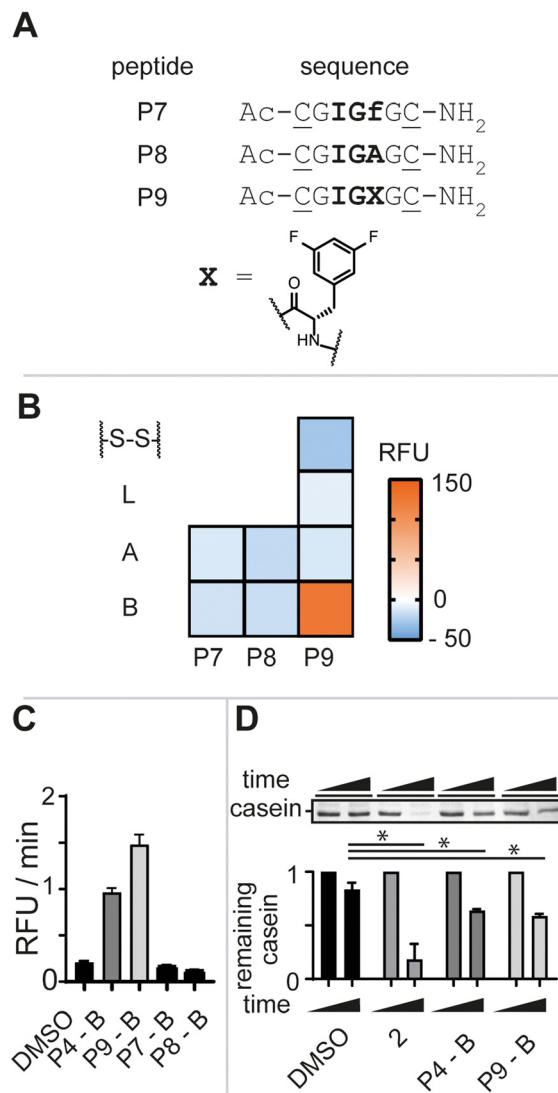 A
peptide sequence
P7 Ac-CGIGfGC-NH2
P8 Ac-CGIGAGC-NH2
P9 Ac-CGIGXGC-NH2
X =
F F
O
HN
B
S-S
RFU
L
150
A
0
B
- 50
P7 P8 P9
C
RFU / min
2
1
0
DMSO
P4 - B
P9 - B
P7 - B
P8 - B
D
time
casein
*
*
*
remaining
casein
1
0
time
DMSO
2
P4 - B
P9 - B